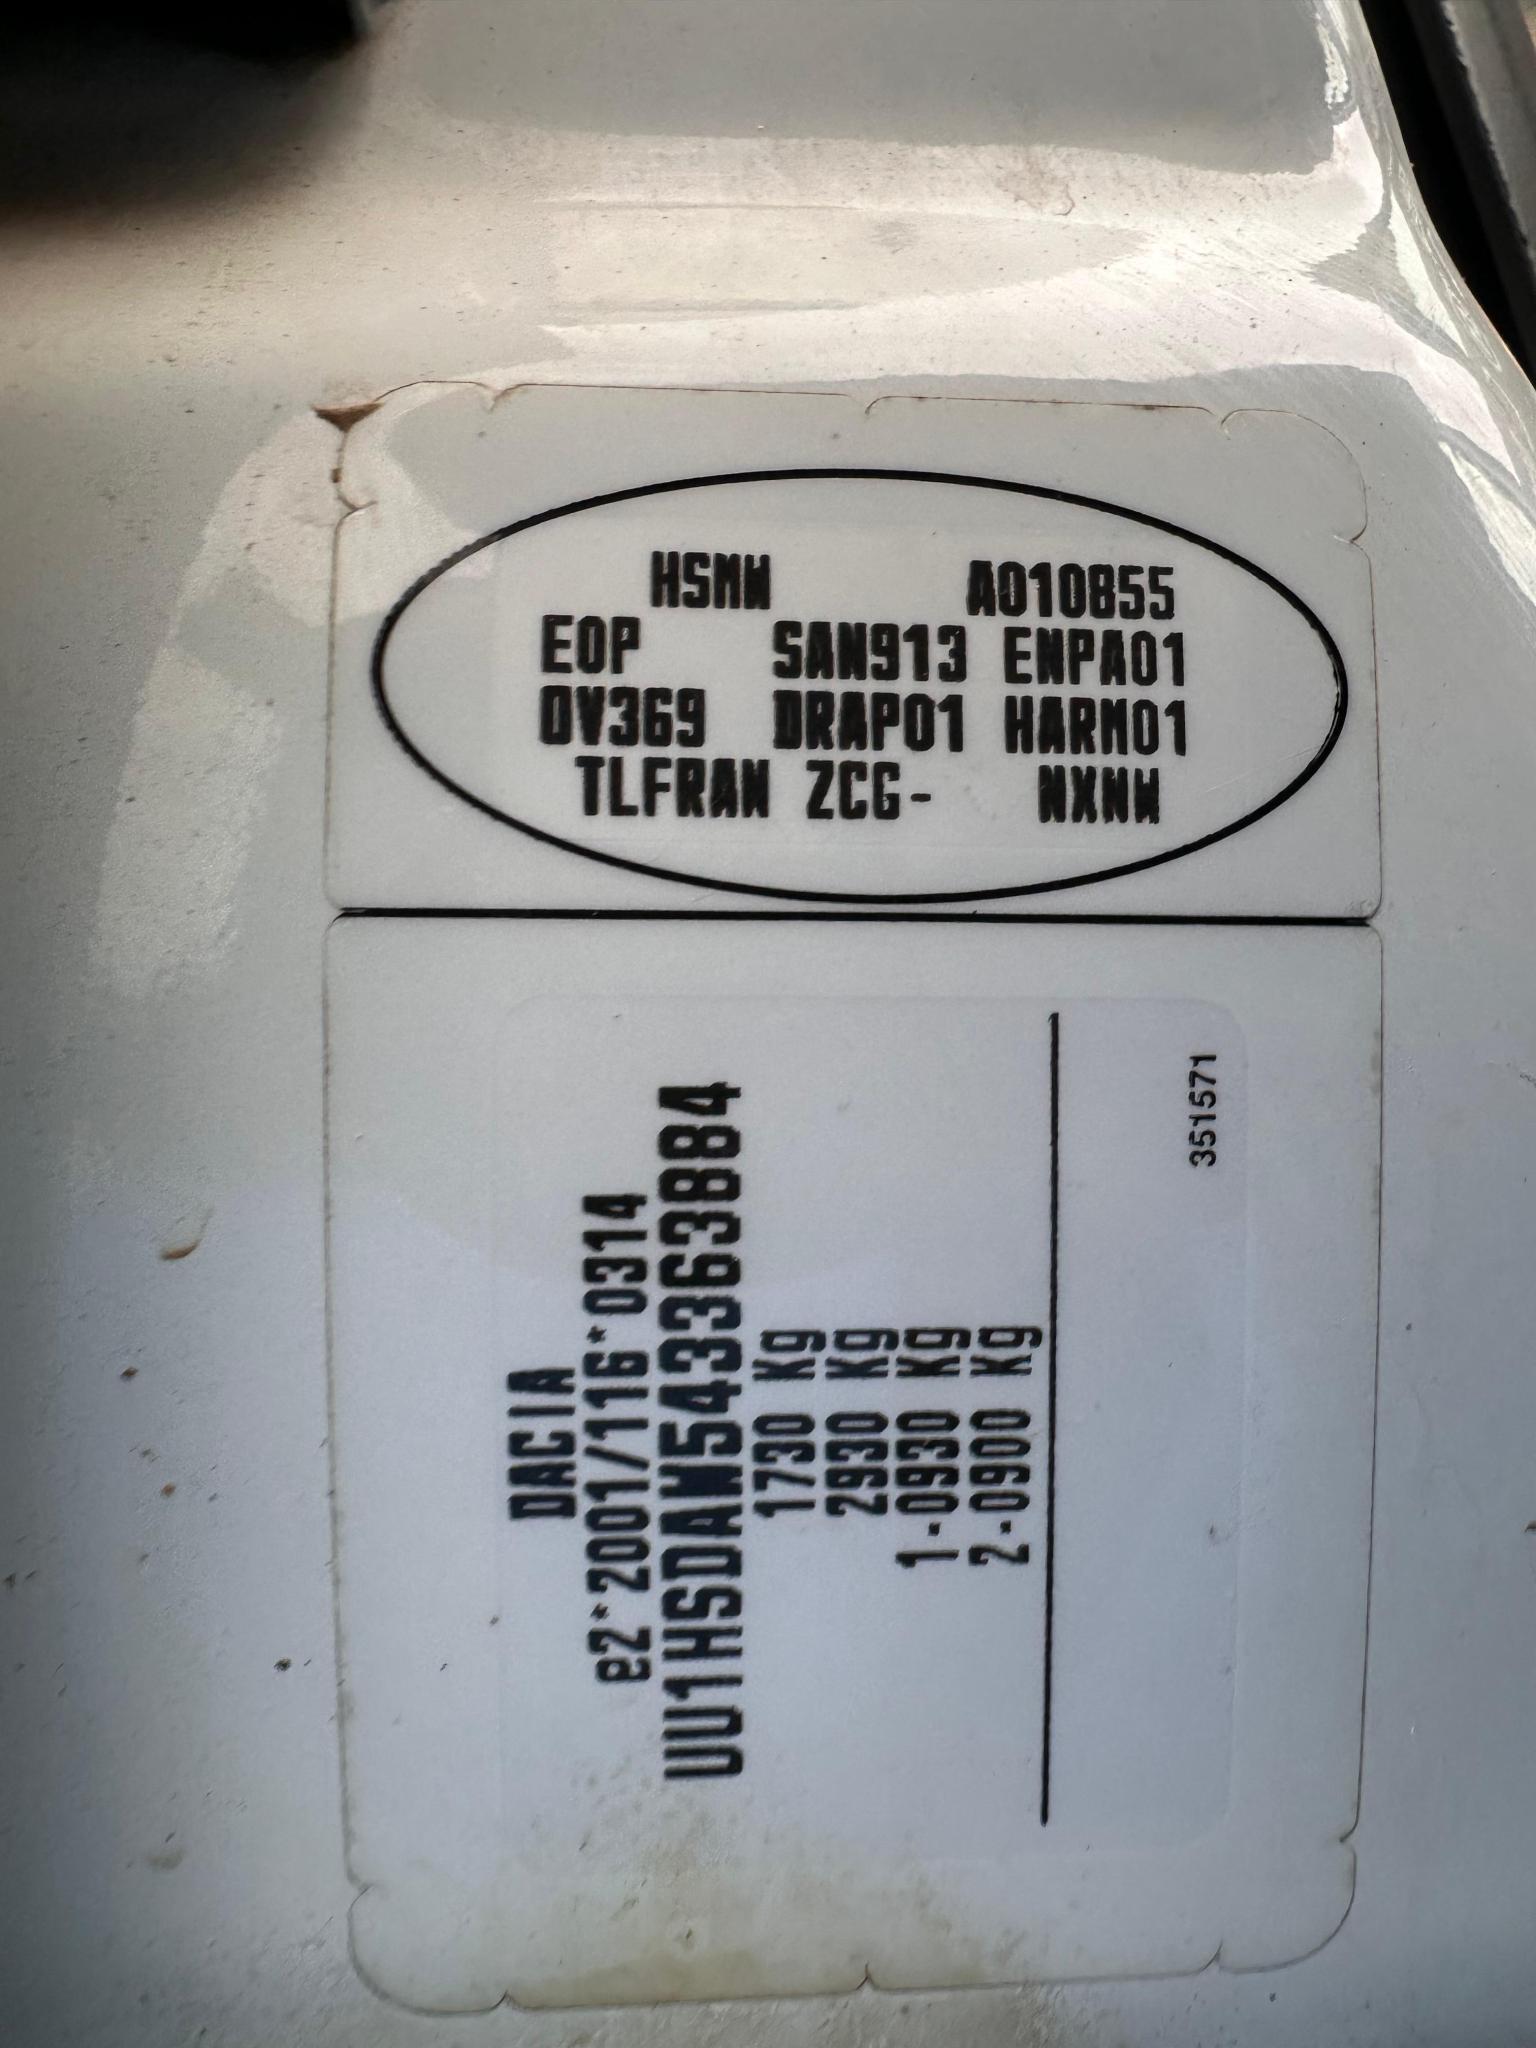 HSMW A010855
E0P SAN913 ENPA01
OV369 DRAP01 HARM01
TLFRAN ZCG- NXNW
DACIA
e2*2001/116*0314
UU1HSDAW543363884
1730 Kg
2930 Kg
1-0930 Kg
2-0900 Kg
351571